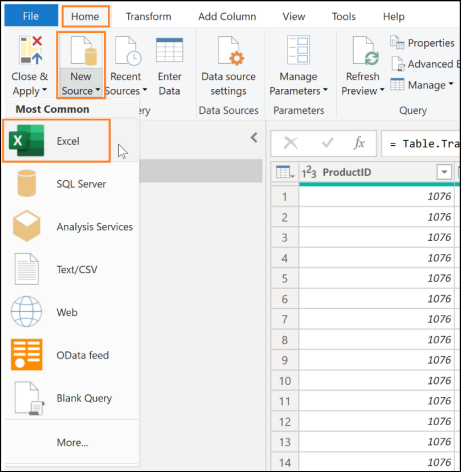 File Home Transform Add Column View Tools Help
Close & Apply
New Source
Recent Sources
Enter Data
Data source settings
Manage Parameters
Refresh Preview
Properties
Advanced E
Manage
Data Sources Parameters Query
Most Common
Excel
SQL Server
Analysis Services
Text/CSV
Web
OData feed
Blank Query
More...
fx = Table.Tra
1²3 ProductID
1 1076
2 1076
3 1076
4 1076
5 1076
6 1076
7 1076
8 1076
9 1076
10 1076
11 1076
12 1076
13 1076
14 1076